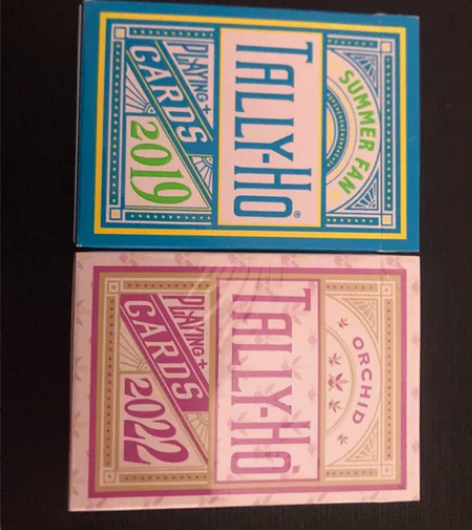 SUMMER FAN
TALLY-HO®
PLAYING
CARDS
2019
ORCHID
TALLY-HO
PLAYING
CARDS
2022